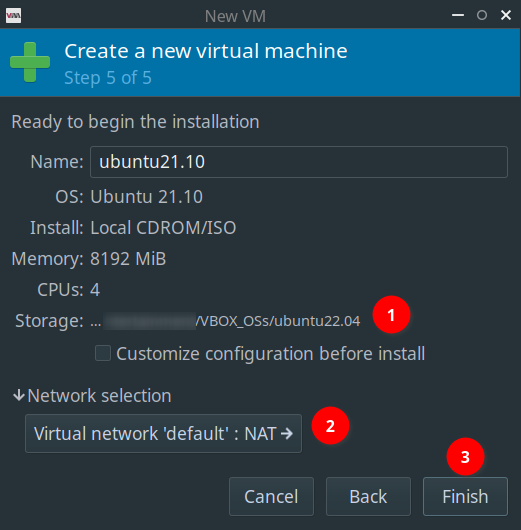 New VM
Create a new virtual machine
Step 5 of 5
Ready to begin the installation
Name: ubuntu21.10
OS: Ubuntu 21.10
Install: Local CDROM/ISO
Memory: 8192 MiB
CPUs: 4
Storage: ... /VBOX_OSs/ubuntu22.04 1
Customize configuration before install
Network selection
Virtual network 'default' : NAT 2
3
Cancel Back Finish